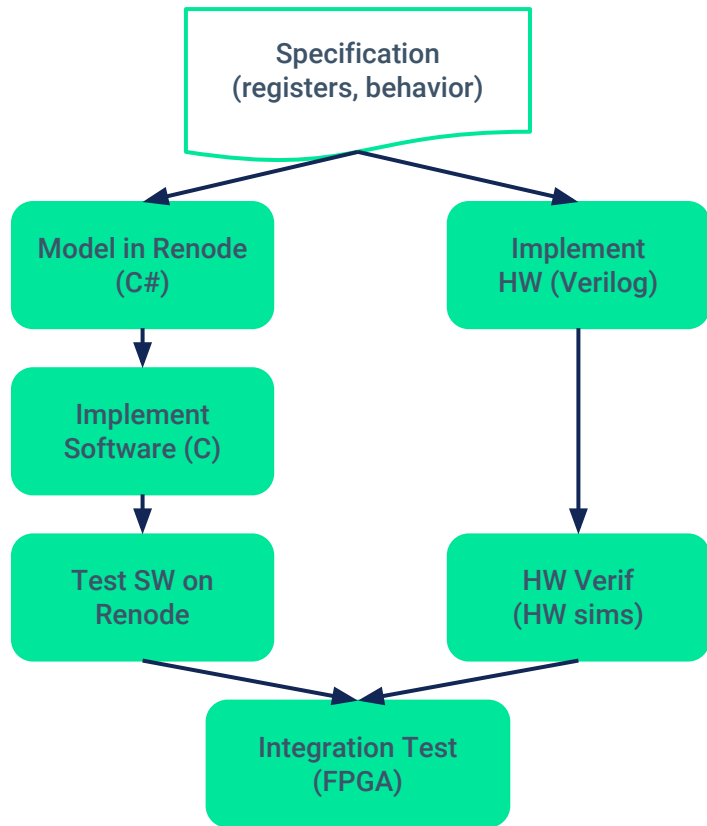 Specification
(registers, behavior)
Model in Renode
(C#)
Implement
HW (Verilog)
Implement
Software (C)
Test SW on
Renode
HW Verif
(HW sims)
Integration Test
(FPGA)